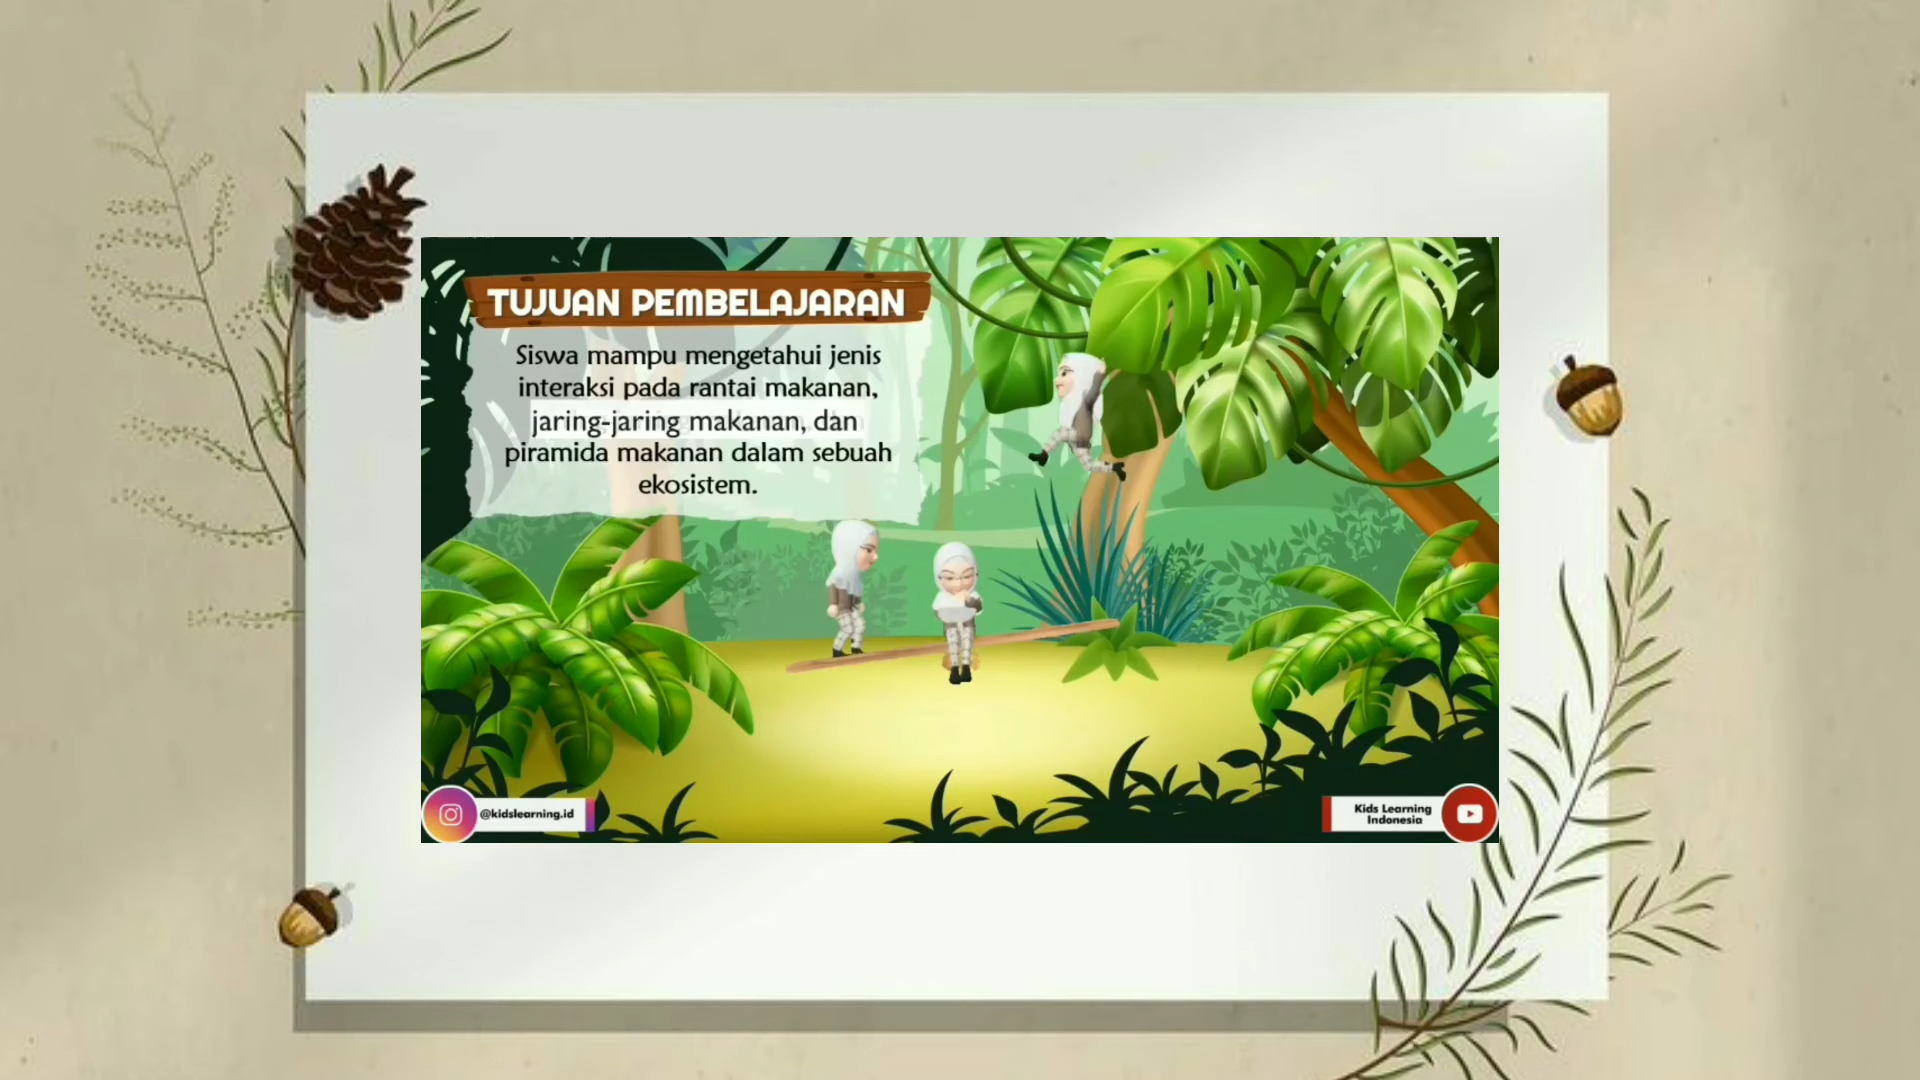 TUJUAN PEMBELAJARAN
Siswa mampu mengetahui jenis
interaksi pada rantai makanan,
jaring-jaring makanan, dan
piramida makanan dalam sebuah
ekosistem.
@kidslearning.id
Kids Learning
Indonesia